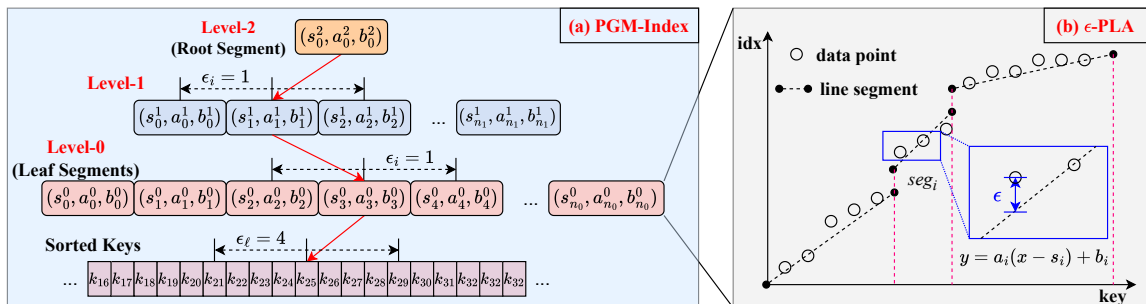 (a) PGM-Index
Level-2
(Root Segment)
(s_0^2, a_0^2, b_0^2)
Level-1
ϵ_i = 1
(s_0^1, a_0^1, b_0^1) (s_1^1, a_1^1, b_1^1) (s_2^1, a_2^1, b_2^1) ... (s_{n_1}^1, a_{n_1}^1, b_{n_1}^1)
Level-0
(Leaf Segments)
ϵ_i = 1
(s_0^0, a_0^0, b_0^0) (s_1^0, a_1^0, b_1^0) (s_2^0, a_2^0, b_2^0) (s_3^0, a_3^0, b_3^0) (s_4^0, a_4^0, b_4^0) ... (s_{n_0}^0, a_{n_0}^0, b_{n_0}^0)
Sorted Keys
ϵ_ℓ = 4
... k_16 k_17 k_18 k_19 k_20 k_21 k_22 k_23 k_24 k_25 k_26 k_27 k_28 k_29 k_30 k_31 k_32 k_32 k_32 ...
(b) ϵ-PLA
idx
data point
line segment
seg_i
ϵ
y = a_i(x − s_i) + b_i
key